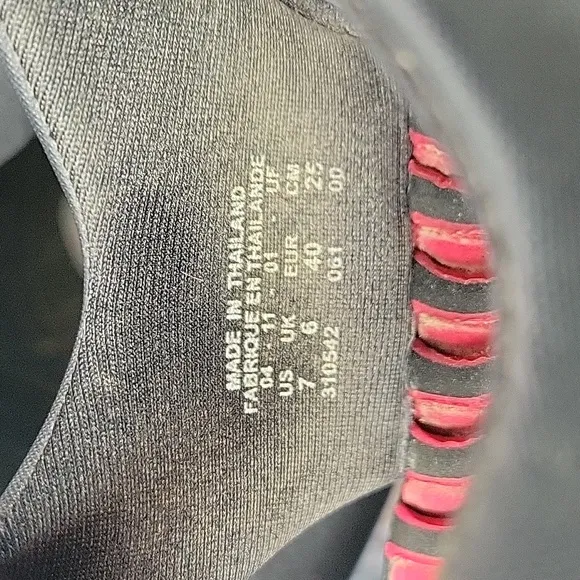 MADE IN THAILAND
FABRIQUE EN THAILANDE
04 11 01 UF
US UK EUR CM
7 6 40 25
310542 061 00